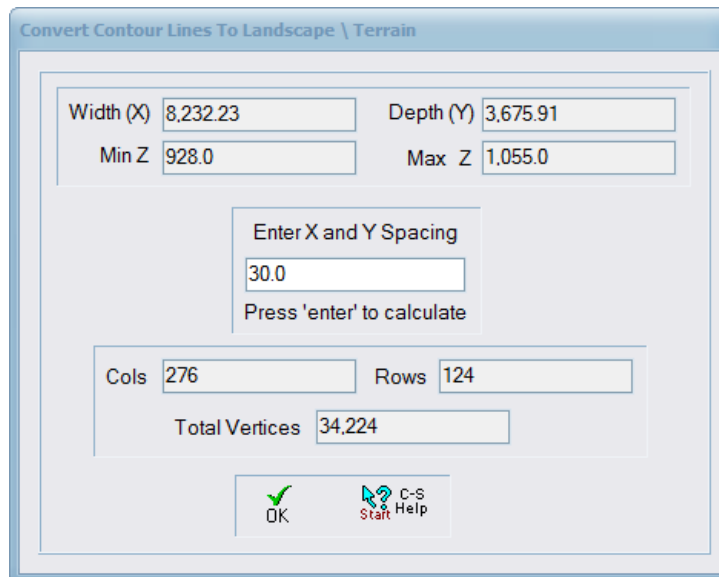 Convert Contour Lines To Landscape \ Terrain
Width (X) 8,232.23 Depth (Y) 3,675.91
Min Z 928.0 Max Z 1,055.0
Enter X and Y Spacing
30.0
Press 'enter' to calculate
Cols 276 Rows 124
Total Vertices 34,224
OK Start C-S Help